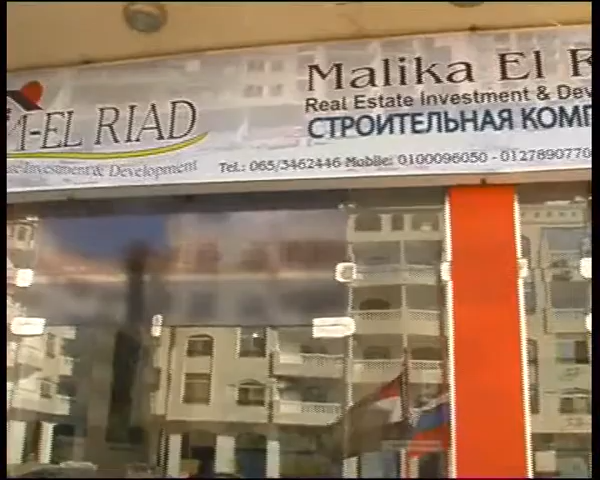 Malika El R
Real Estate Investment & Dev
СТРОИТЕЛЬНАЯ КОМП
-EL RIAD
Investment & Development
Tel.: 065/3462446 Mobile: 0100096050 - 0127890770